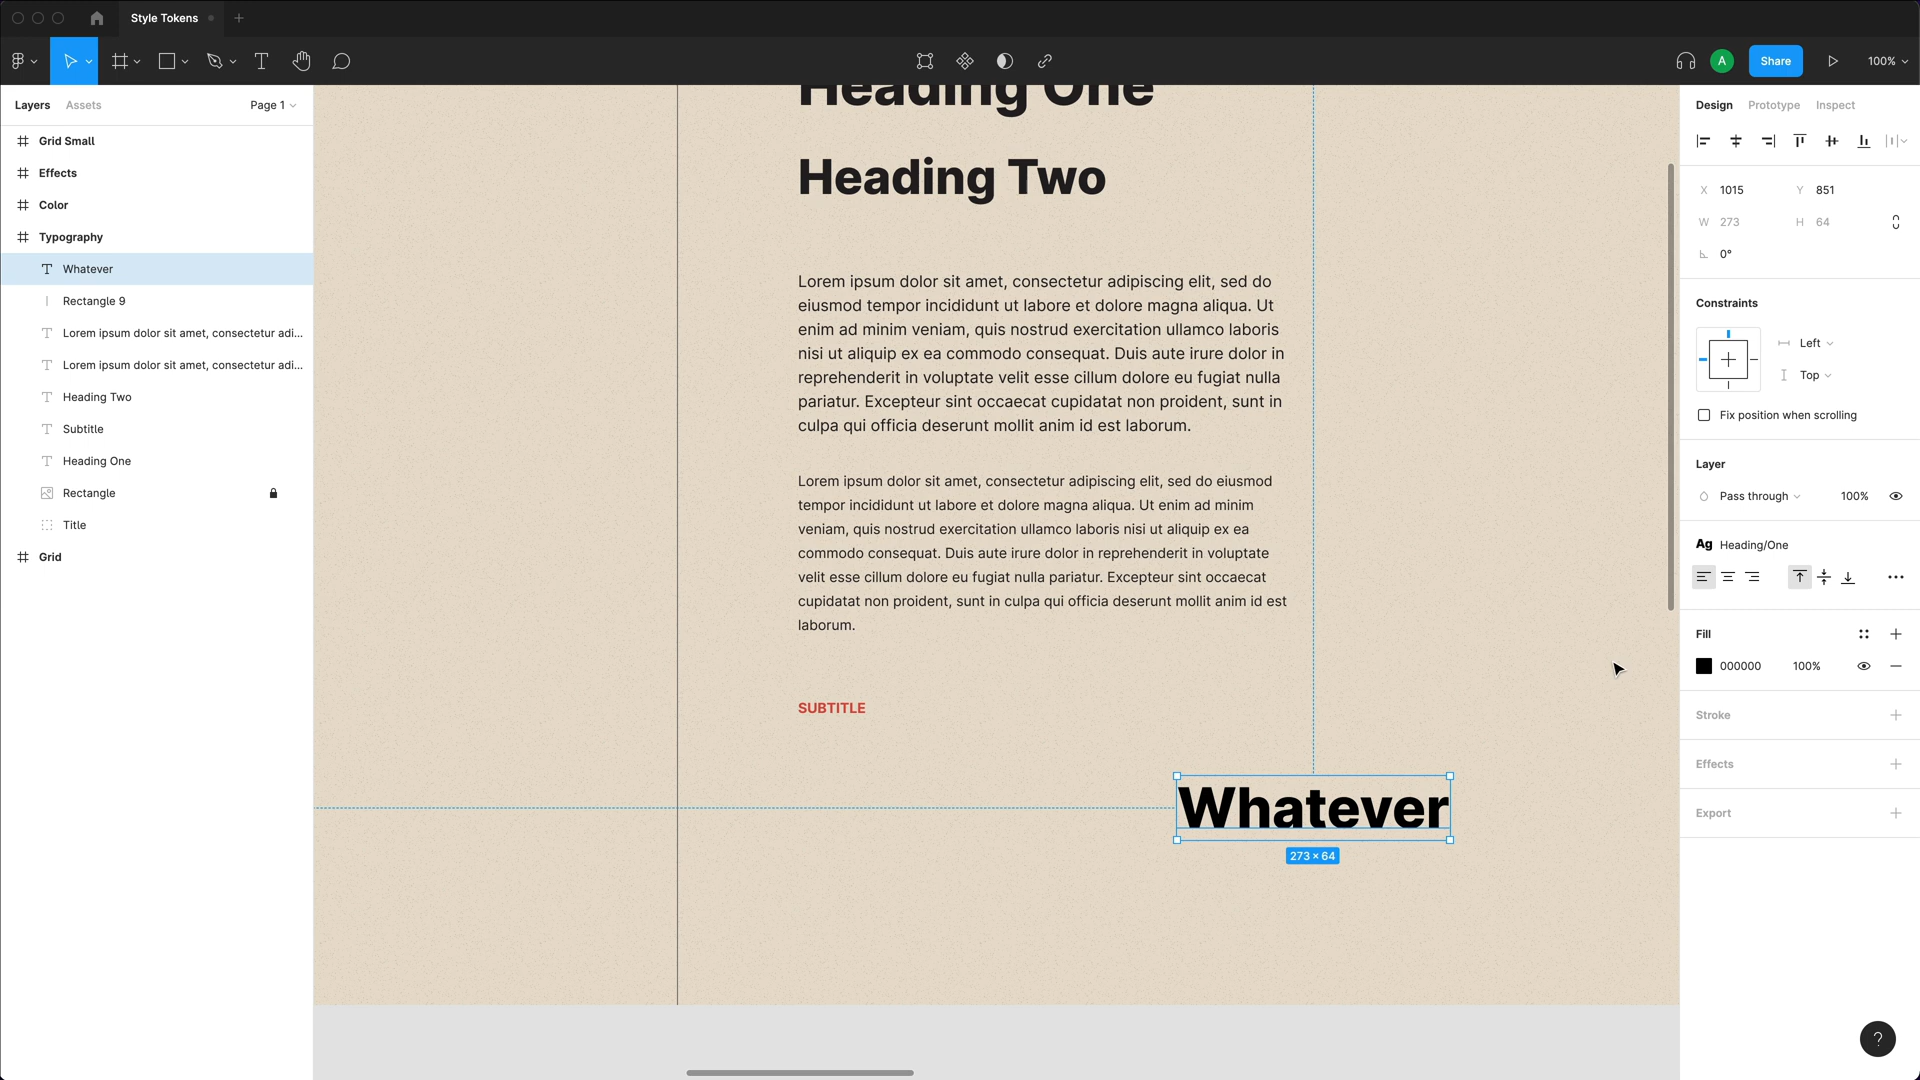 Style Tokens
A
Share
100%
Layers
Assets
Page 1
Grid Small
Effects
Color
Typography
Whatever
Rectangle 9
Lorem ipsum dolor sit amet, consectetur adi...
Lorem ipsum dolor sit amet, consectetur adi...
Heading Two
Subtitle
Heading One
Rectangle
Title
Grid
Heading One
Heading Two
Lorem ipsum dolor sit amet, consectetur adipiscing elit, sed do
eiusmod tempor incididunt ut labore et dolore magna aliqua. Ut
enim ad minim veniam, quis nostrud exercitation ullamco laboris
nisi ut aliquip ex ea commodo consequat. Duis aute irure dolor in
reprehenderit in voluptate velit esse cillum dolore eu fugiat nulla
pariatur. Excepteur sint occaecat cupidatat non proident, sunt in
culpa qui officia deserunt mollit anim id est laborum.
Lorem ipsum dolor sit amet, consectetur adipiscing elit, sed do eiusmod
tempor incididunt ut labore et dolore magna aliqua. Ut enim ad minim
veniam, quis nostrud exercitation ullamco laboris nisi ut aliquip ex ea
commodo consequat. Duis aute irure dolor in reprehenderit in voluptate
velit esse cillum dolore eu fugiat nulla pariatur. Excepteur sint occaecat
cupidatat non proident, sunt in culpa qui officia deserunt mollit anim id est
laborum.
SUBTITLE
Whatever
273 × 64
Design
Prototype
Inspect
X 1015
Y 851
W 273
H 64
0°
Constraints
Left
Top
Fix position when scrolling
Layer
Pass through
100%
Ag Heading/One
Fill
000000
100%
Stroke
Effects
Export
?